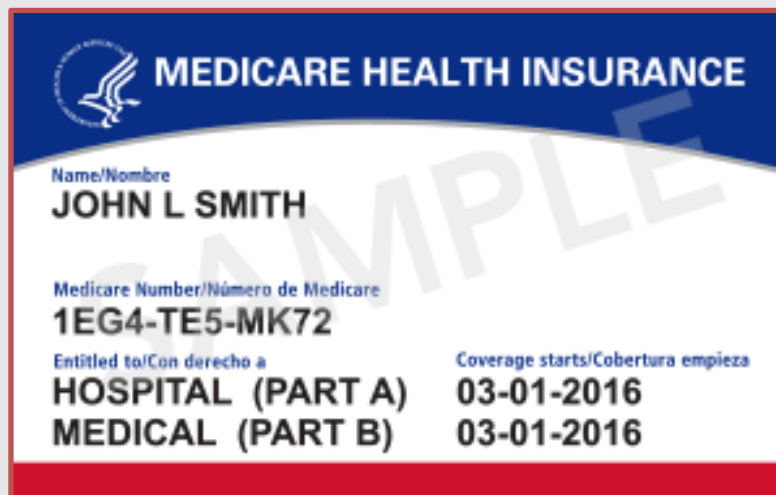 MEDICARE HEALTH INSURANCE
SAMPLE
Name/Nombre
JOHN L SMITH
Medicare Number/Número de Medicare
1EG4-TE5-MK72
Entitled to/Con derecho a Coverage starts/Cobertura empieza
HOSPITAL (PART A) 03-01-2016
MEDICAL (PART B) 03-01-2016